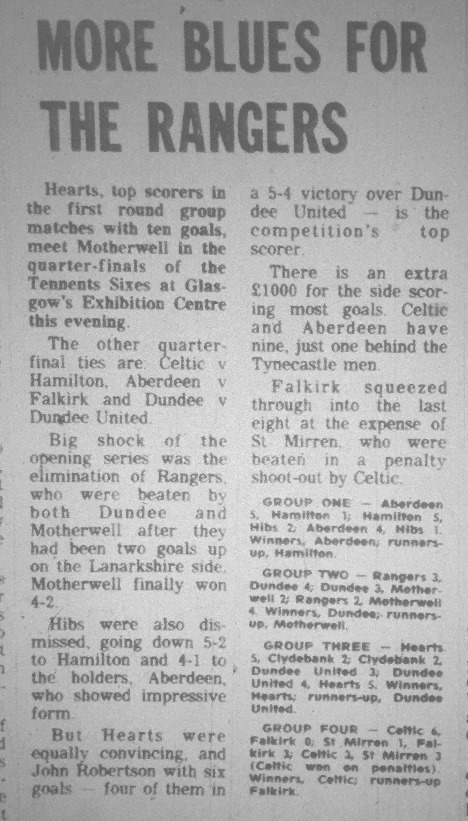 MORE BLUES FOR
THE RANGERS
Hearts, top scorers in
the first round group
matches with ten goals,
meet Motherwell in the
quarter-finals of the
Tennents Sixes at Glas-
gow's Exhibition Centre
this evening.
The other quarter-
final ties are: Celtic v
Hamilton, Aberdeen v
Falkirk and Dundee v
Dundee United.
Big shock of the
opening series was the
elimination of Rangers,
who were beaten by
both Dundee and
Motherwell after they
had been two goals up
on the Lanarkshire side.
Motherwell finally won
4-2.
Hibs were also dis-
missed, going down 5-2
to Hamilton and 4-1 to
the holders, Aberdeen,
who showed impressive
form.
But Hearts were
equally convincing, and
John Robertson with six
goals — four of them in
a 5-4 victory over Dun-
dee United — is the
competition's top
scorer.
There is an extra
£1000 for the side scor-
ing most goals. Celtic
and Aberdeen have
nine, just one behind the
Tynecastle men.
Falkirk squeezed
through into the last
eight at the expense of
St Mirren, who were
beaten in a penalty
shoot-out by Celtic.
GROUP ONE — Aberdeen
5, Hamilton 1; Hamilton 5,
Hibs 2; Aberdeen 4, Hibs 1.
Winners, Aberdeen; runners-
up, Hamilton.
GROUP TWO — Rangers 3,
Dundee 4; Dundee 3, Mother-
well 2; Rangers 2, Motherwell
4. Winners, Dundee; runners-
up, Motherwell.
GROUP THREE — Hearts
5, Clydebank 2; Clydebank 2,
Dundee United 3; Dundee
United 4, Hearts 5. Winners,
Hearts; runners-up, Dundee
United.
GROUP FOUR — Celtic 6,
Falkirk 0; St Mirren 1, Fal-
kirk 3; Celtic 3, St Mirren 3
(Celtic won on penalties).
Winners, Celtic; runners-up
Falkirk.